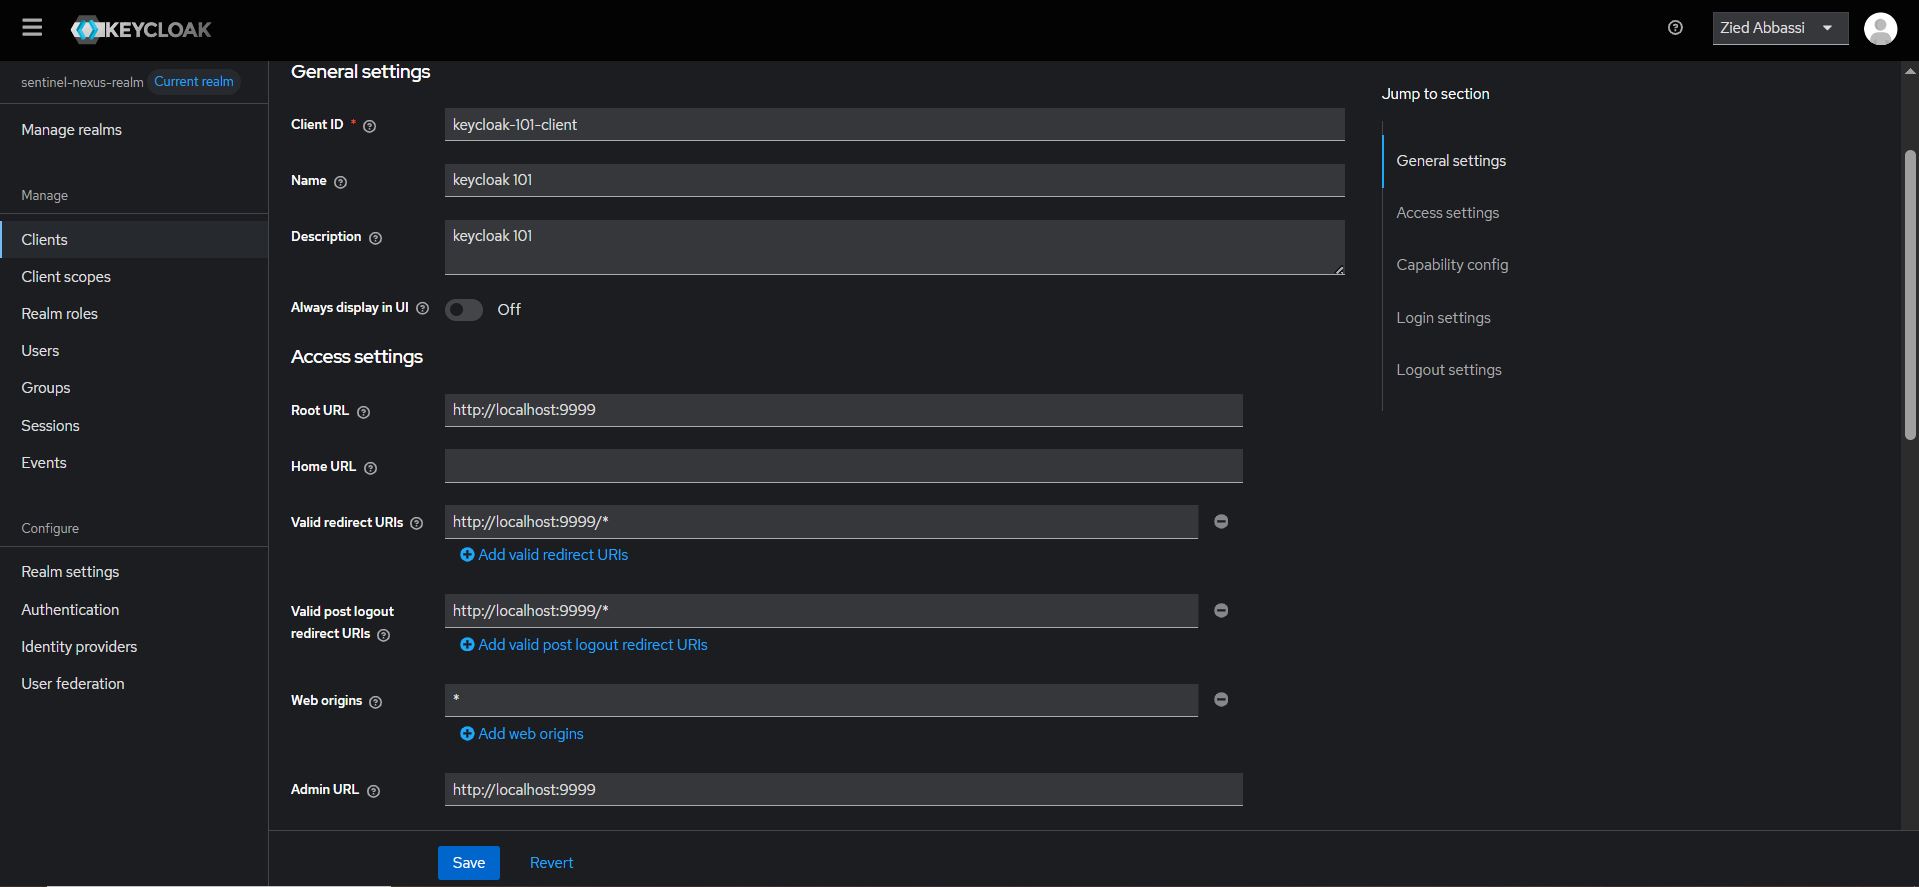 KEYCLOAK
Zied Abbassi
sentinel-nexus-realm Current realm
Manage realms
Manage
Clients
Client scopes
Realm roles
Users
Groups
Sessions
Events
Configure
Realm settings
Authentication
Identity providers
User federation
General settings
Client ID * keycloak-101-client
Name keycloak 101
Description keycloak 101
Always display in UI Off
Access settings
Root URL http://localhost:9999
Home URL
Valid redirect URIs http://localhost:9999/*
Add valid redirect URIs
Valid post logout
redirect URIs http://localhost:9999/*
Add valid post logout redirect URIs
Web origins *
Add web origins
Admin URL http://localhost:9999
Save Revert
Jump to section
General settings
Access settings
Capability config
Login settings
Logout settings